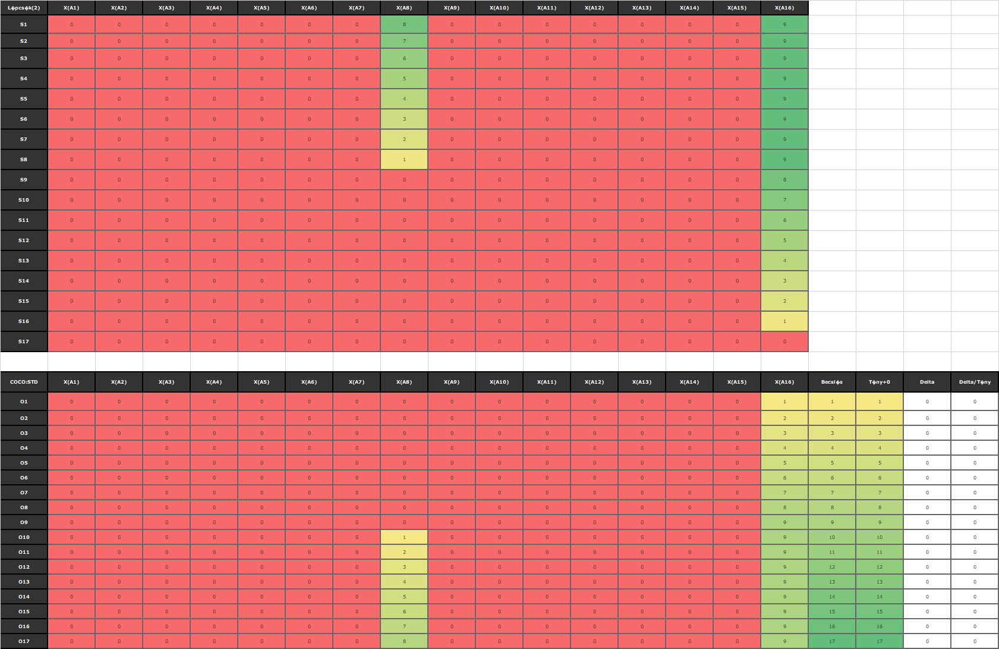 L�pcs�k(2) X(A1) X(A2) X(A3) X(A4) X(A5) X(A6) X(A7) X(A8) X(A9) X(A10) X(A11) X(A12) X(A13) X(A14) X(A15) X(A16)
S1 0 0 0 0 0 0 0 8 0 0 0 0 0 0 0 9
S2 0 0 0 0 0 0 0 7 0 0 0 0 0 0 0 9
S3 0 0 0 0 0 0 0 6 0 0 0 0 0 0 0 9
S4 0 0 0 0 0 0 0 5 0 0 0 0 0 0 0 9
S5 0 0 0 0 0 0 0 4 0 0 0 0 0 0 0 9
S6 0 0 0 0 0 0 0 3 0 0 0 0 0 0 0 9
S7 0 0 0 0 0 0 0 2 0 0 0 0 0 0 0 9
S8 0 0 0 0 0 0 0 1 0 0 0 0 0 0 0 9
S9 0 0 0 0 0 0 0 0 0 0 0 0 0 0 0 8
S10 0 0 0 0 0 0 0 0 0 0 0 0 0 0 0 7
S11 0 0 0 0 0 0 0 0 0 0 0 0 0 0 0 6
S12 0 0 0 0 0 0 0 0 0 0 0 0 0 0 0 5
S13 0 0 0 0 0 0 0 0 0 0 0 0 0 0 0 4
S14 0 0 0 0 0 0 0 0 0 0 0 0 0 0 0 3
S15 0 0 0 0 0 0 0 0 0 0 0 0 0 0 0 2
S16 0 0 0 0 0 0 0 0 0 0 0 0 0 0 0 1
S17 0 0 0 0 0 0 0 0 0 0 0 0 0 0 0 0
COCO:STD X(A1) X(A2) X(A3) X(A4) X(A5) X(A6) X(A7) X(A8) X(A9) X(A10) X(A11) X(A12) X(A13) X(A14) X(A15) X(A16) Becsl�s T�ny+0 Delta Delta/T�ny
O1 0 0 0 0 0 0 0 0 0 0 0 0 0 0 0 1 1 1 0 0
O2 0 0 0 0 0 0 0 0 0 0 0 0 0 0 0 2 2 2 0 0
O3 0 0 0 0 0 0 0 0 0 0 0 0 0 0 0 3 3 3 0 0
O4 0 0 0 0 0 0 0 0 0 0 0 0 0 0 0 4 4 4 0 0
O5 0 0 0 0 0 0 0 0 0 0 0 0 0 0 0 5 5 5 0 0
O6 0 0 0 0 0 0 0 0 0 0 0 0 0 0 0 6 6 6 0 0
O7 0 0 0 0 0 0 0 0 0 0 0 0 0 0 0 7 7 7 0 0
O8 0 0 0 0 0 0 0 0 0 0 0 0 0 0 0 8 8 8 0 0
O9 0 0 0 0 0 0 0 0 0 0 0 0 0 0 0 9 9 9 0 0
O10 0 0 0 0 0 0 0 1 0 0 0 0 0 0 0 9 10 10 0 0
O11 0 0 0 0 0 0 0 2 0 0 0 0 0 0 0 9 11 11 0 0
O12 0 0 0 0 0 0 0 3 0 0 0 0 0 0 0 9 12 12 0 0
O13 0 0 0 0 0 0 0 4 0 0 0 0 0 0 0 9 13 13 0 0
O14 0 0 0 0 0 0 0 5 0 0 0 0 0 0 0 9 14 14 0 0
O15 0 0 0 0 0 0 0 6 0 0 0 0 0 0 0 9 15 15 0 0
O16 0 0 0 0 0 0 0 7 0 0 0 0 0 0 0 9 16 16 0 0
O17 0 0 0 0 0 0 0 8 0 0 0 0 0 0 0 9 17 17 0 0